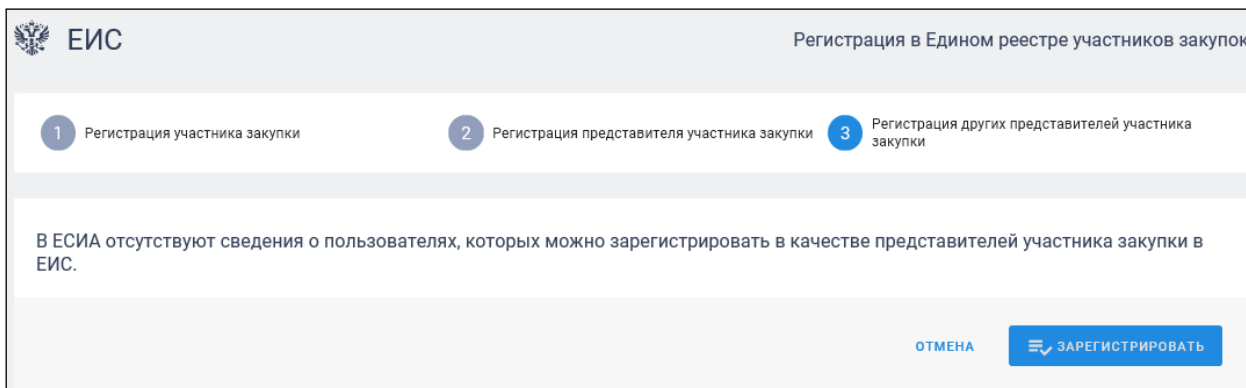 ЕИС
Регистрация в Едином реестре участников закупок
1 Регистрация участника закупки
2 Регистрация представителя участника закупки
3 Регистрация других представителей участника
закупки
В ЕСИА отсутствуют сведения о пользователях, которых можно зарегистрировать в качестве представителей участника закупки в
ЕИС.
ОТМЕНА
ЗАРЕГИСТРИРОВАТЬ